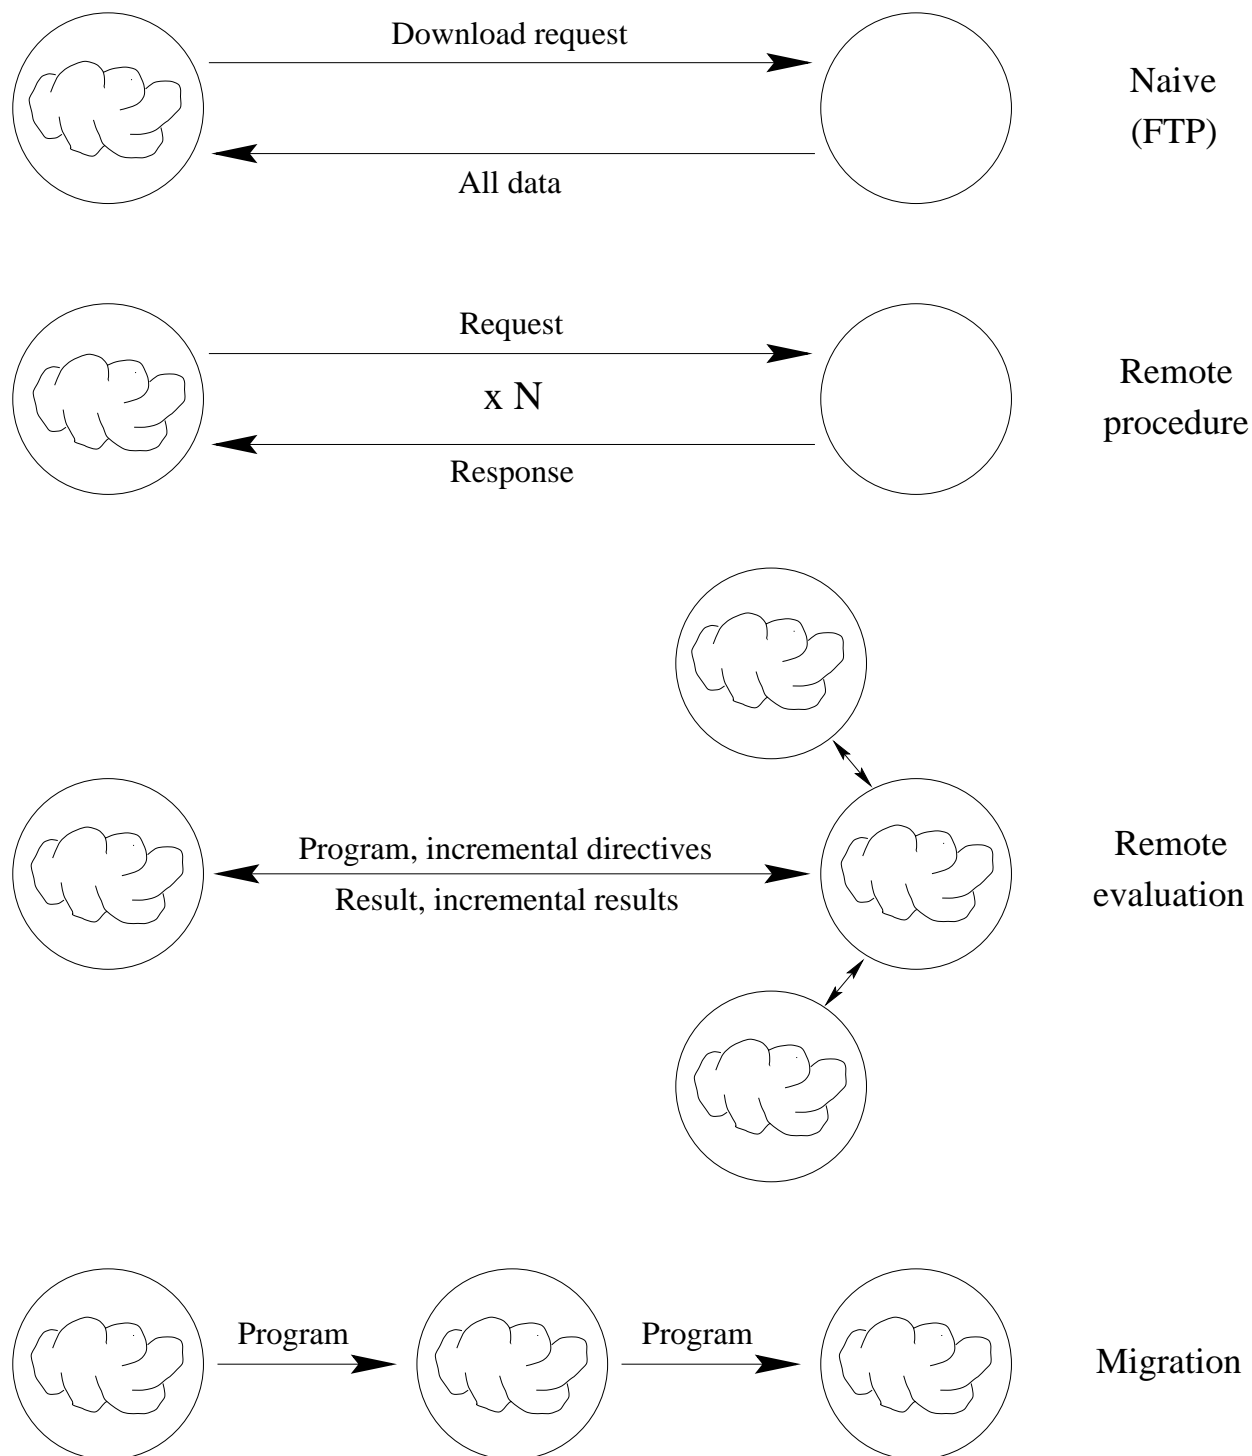 Download request
All data
Naive
(FTP)
Request
x N
Response
Remote
procedure
Program, incremental directives
Result, incremental results
Remote
evaluation
Program
Program
Migration